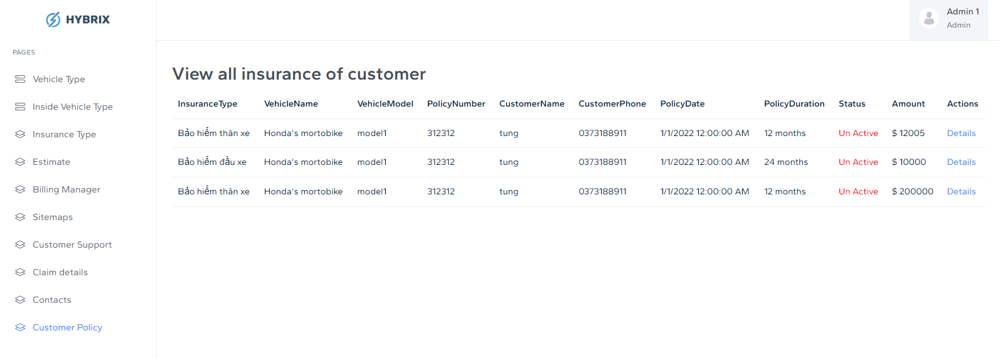 HYBRIX
Admin 1
Admin
PAGES
Vehicle Type
Inside Vehicle Type
Insurance Type
Estimate
Billing Manager
Sitemaps
Customer Support
Claim details
Contacts
Customer Policy
View all insurance of customer
InsuranceType VehicleName VehicleModel PolicyNumber CustomerName CustomerPhone PolicyDate PolicyDuration Status Amount Actions
Bảo hiểm thân xe Honda's mortobike model1 312312 tung 0373188911 1/1/2022 12:00:00 AM 12 months Un Active $ 12005 Details
Bảo hiểm đầu xe Honda's mortobike model1 312312 tung 0373188911 1/1/2022 12:00:00 AM 24 months Un Active $ 10000 Details
Bảo hiểm thân xe Honda's mortobike model1 312312 tung 0373188911 1/1/2022 12:00:00 AM 12 months Un Active $ 200000 Details